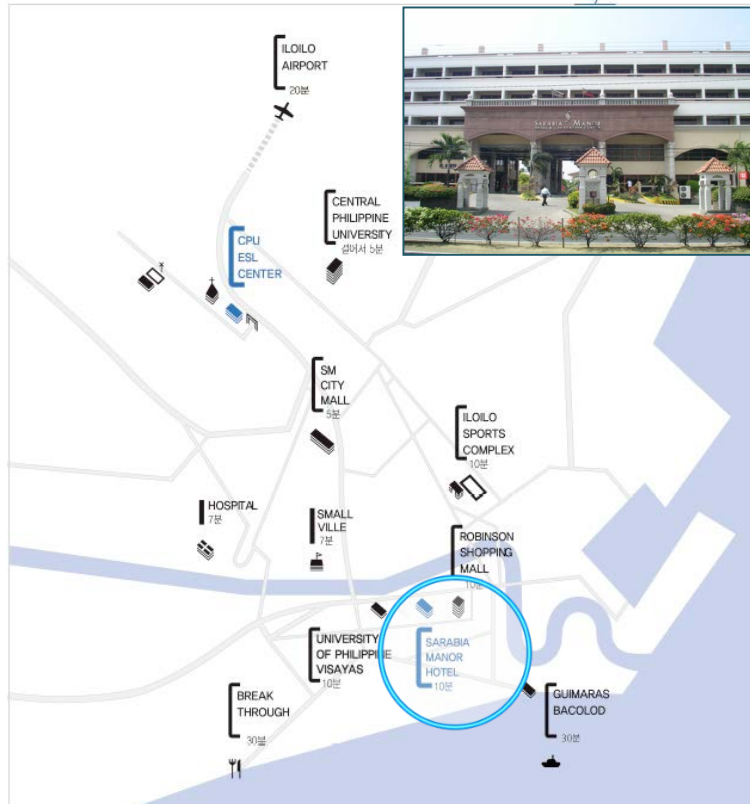 ILOILO
AIRPORT
20분
SARABIA MANOR
CENTRAL
PHILIPPINE
UNIVERSITY
걸어서 5분
CPU
ESL
CENTER
SM
CITY
MALL
5분
ILOILO
SPORTS
COMPLEX
10분
HOSPITAL
7분
SMALL
VILLE
7분
ROBINSON
SHOPPING
MALL
10분
UNIVERSITY
OF PHILIPPINE
VISAYAS
10분
SARABIA
MANOR
HOTEL
10분
BREAK
THROUGH
30분
GUIMARAS
BACOLOD
30분